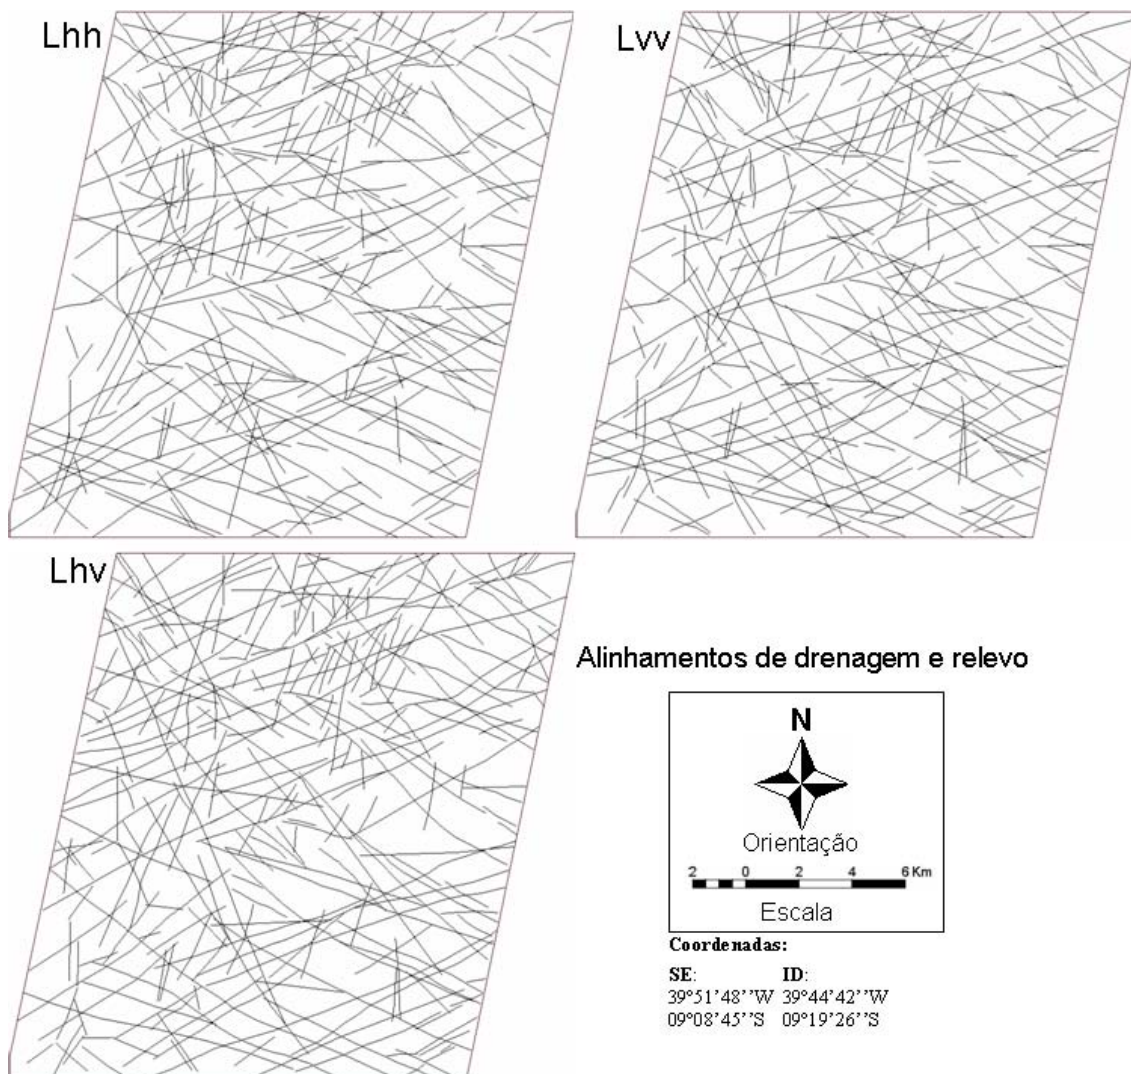 Lhh
Lvv
Lhv
Alinhamentos de drenagem e relevo
N
Orientação
2 0 2 4 6 Km
Escala
Coordenadas:
SE: ID:
39°51'48''W 39°44'42''W
09°08'45''S 09°19'26''S